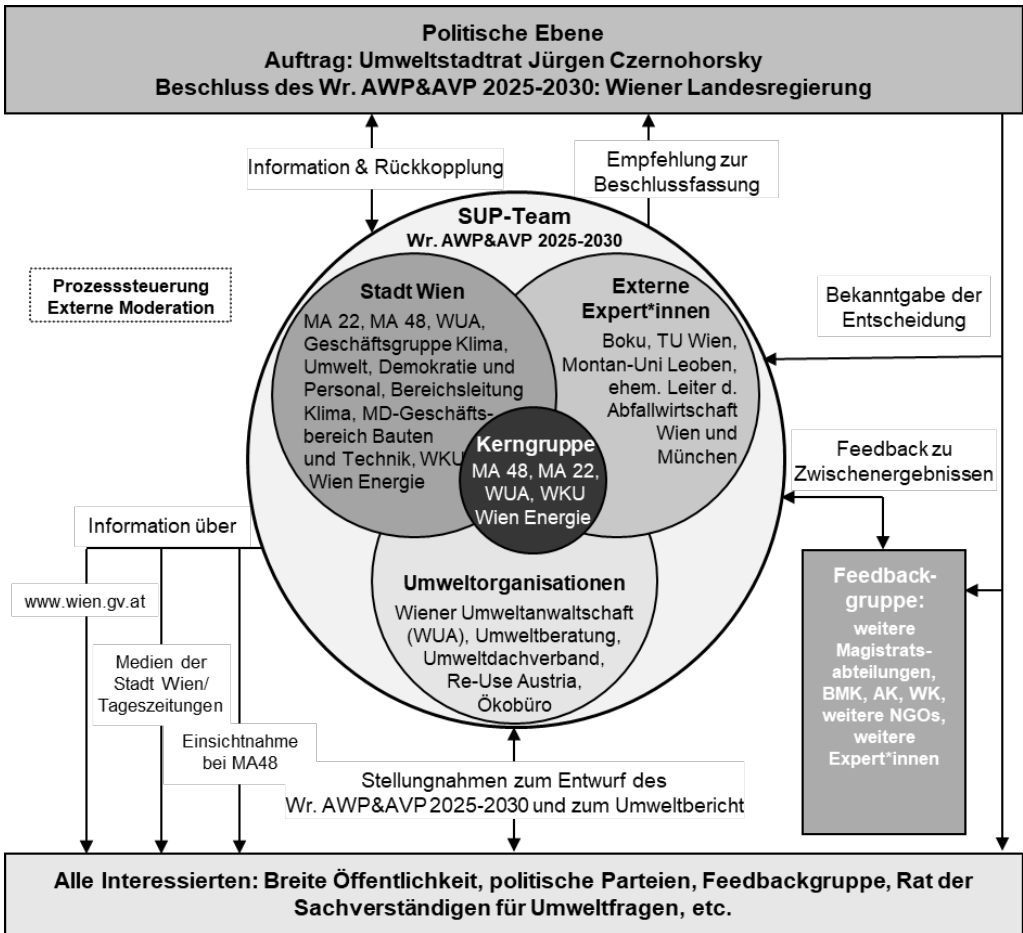 Politische Ebene
Auftrag: Umweltstadtrat Jürgen Czernohorsky
Beschluss des Wr. AWP&AVP 2025-2030: Wiener Landesregierung
Information & Rückkopplung
Empfehlung zur
Beschlussfassung
SUP-Team
Wr. AWP&AVP 2025-2030
Prozesssteuerung
Externe Moderation
Stadt Wien
MA 22, MA 48, WUA,
Geschäftsgruppe Klima,
Umwelt, Demokratie und
Personal, Bereichsleitung
Klima, MD-Geschäfts-
bereich Bauten
und Technik, WKU
Wien Energie
Externe
Expert*innen
Boku, TU Wien,
Montan-Uni Leoben,
ehem. Leiter d.
Abfallwirtschaft
Wien und
München
Bekanntgabe der
Entscheidung
Kerngruppe
MA 48, MA 22,
WUA, WKU
Wien Energie
Feedback zu
Zwischenergebnissen
Information über
www.wien.gv.at
Medien der
Stadt Wien/
Tageszeitungen
Einsichtnahme
bei MA48
Umweltorganisationen
Wiener Umweltanwaltschaft
(WUA), Umweltberatung,
Umweltdachverband,
Re-Use Austria,
Ökobüro
Feedback-
gruppe:
weitere
Magistrats-
abteilungen,
BMK, AK, WK,
weitere NGOs,
weitere
Expert*innen
Stellungnahmen zum Entwurf des
Wr. AWP&AVP 2025-2030 und zum Umweltbericht
Alle Interessierten: Breite Öffentlichkeit, politische Parteien, Feedbackgruppe, Rat der
Sachverständigen für Umweltfragen, etc.